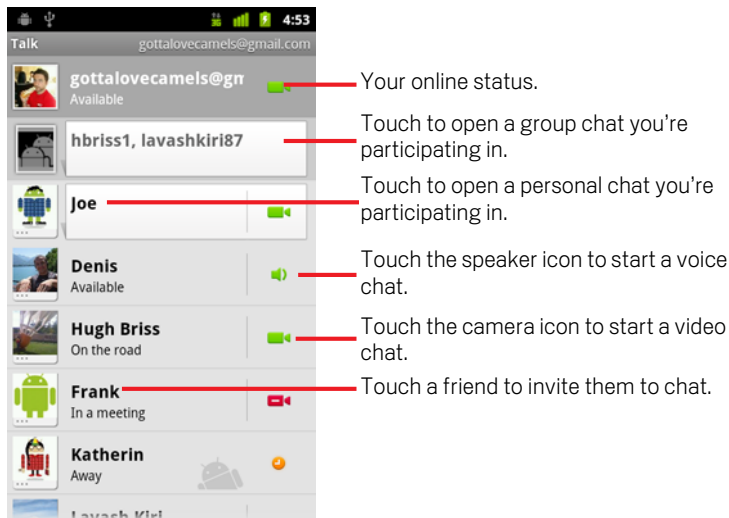 4:53
Talk gottalovecamels@gmail.com
gottalovecamels@gm
Available
hbriss1, lavashkiri87
Joe
Denis
Available
Hugh Briss
On the road
Frank
In a meeting
Katherin
Away
Lavash Kiri
Your online status.
Touch to open a group chat you're
participating in.
Touch to open a personal chat you're
participating in.
Touch the speaker icon to start a voice
chat.
Touch the camera icon to start a video
chat.
Touch a friend to invite them to chat.